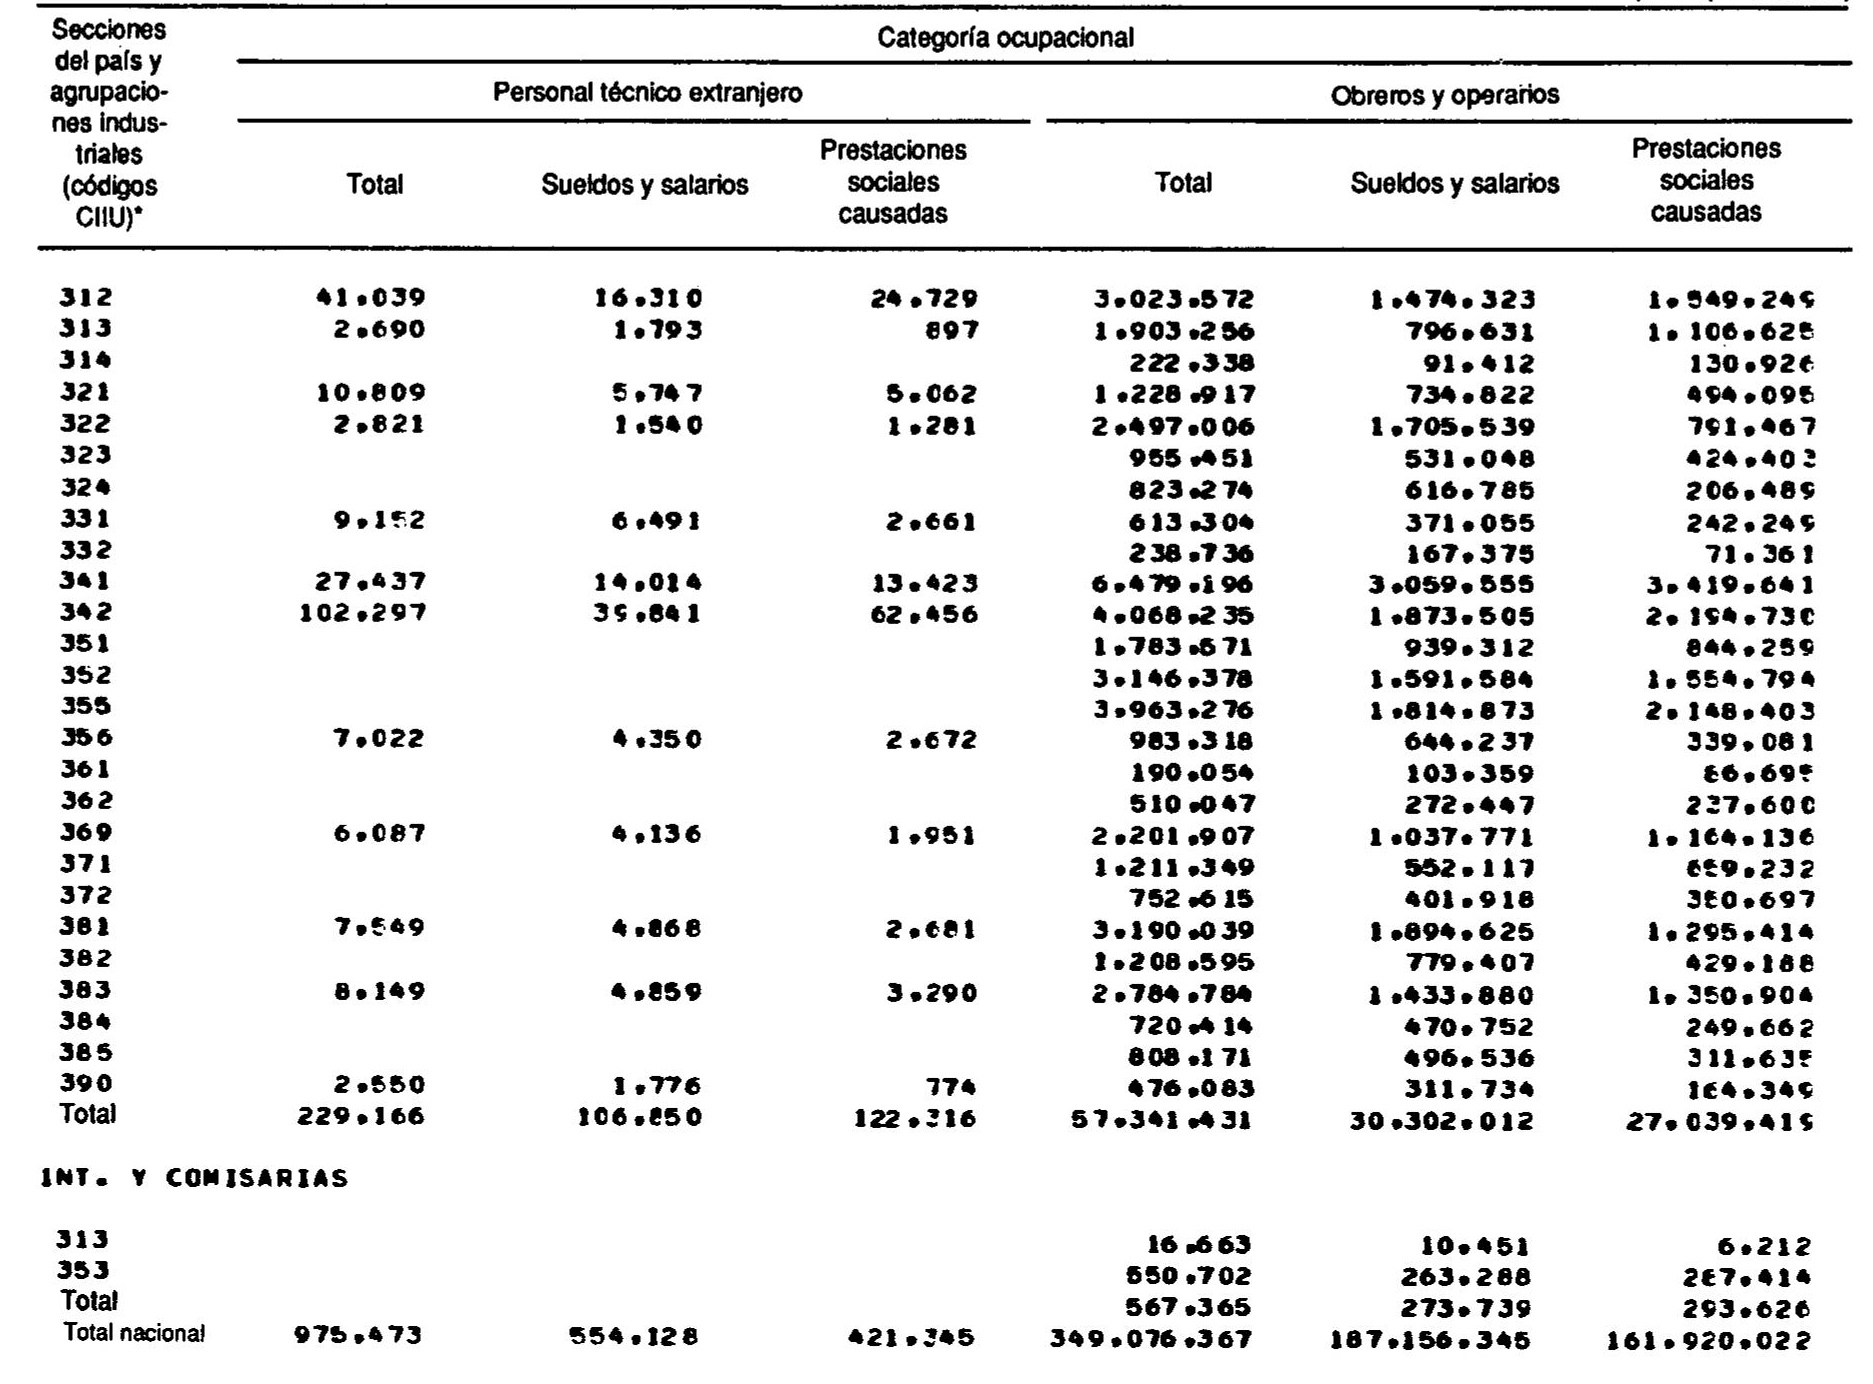 Secciones
del país y
agrupacio-
nes indus-
triales
(códigos
CIIU)*
Categoría ocupacional
Personal técnico extranjero Obreros y operarios
Total Sueldos y salarios Prestaciones
sociales
causadas
Total Sueldos y salarios Prestaciones
sociales
causadas
312 41.039 16.310 24.729 3.023.572 1.474.323 1.549.249
313 2.690 1.793 897 1.903.256 796.631 1.106.625
314 222.338 91.412 130.926
321 10.809 5.747 5.062 1.228.917 734.822 494.095
322 2.821 1.540 1.281 2.497.006 1.705.539 791.467
323 955.451 531.048 424.403
324 823.274 616.785 206.489
331 9.152 6.491 2.661 613.304 371.055 242.249
332 238.736 167.375 71.361
341 27.437 14.014 13.423 6.479.196 3.059.555 3.419.641
342 102.297 39.841 62.456 4.068.235 1.873.505 2.194.730
351 1.783.571 939.312 844.259
352 3.146.378 1.591.584 1.554.794
355 3.963.276 1.814.873 2.148.403
356 7.022 4.350 2.672 983.318 644.237 339.081
361 190.054 103.359 86.695
362 510.047 272.447 237.600
369 6.087 4.136 1.951 2.201.907 1.037.771 1.164.136
371 1.211.349 552.117 659.232
372 752.615 401.918 350.697
381 7.549 4.868 2.681 3.190.039 1.894.625 1.295.414
382 1.208.595 779.407 429.188
383 8.149 4.859 3.290 2.784.784 1.433.880 1.350.904
384 720.414 470.752 249.662
385 808.171 496.536 311.635
390 2.550 1.776 774 476.083 311.734 164.349
Total 229.166 106.850 122.316 57.341.431 30.302.012 27.039.419
INT. Y COMISARIAS
313 16.663 10.451 6.212
353 550.702 263.288 287.414
Total 567.365 273.739 293.626
Total nacional 975.473 554.128 421.345 349.076.367 187.156.345 161.920.022